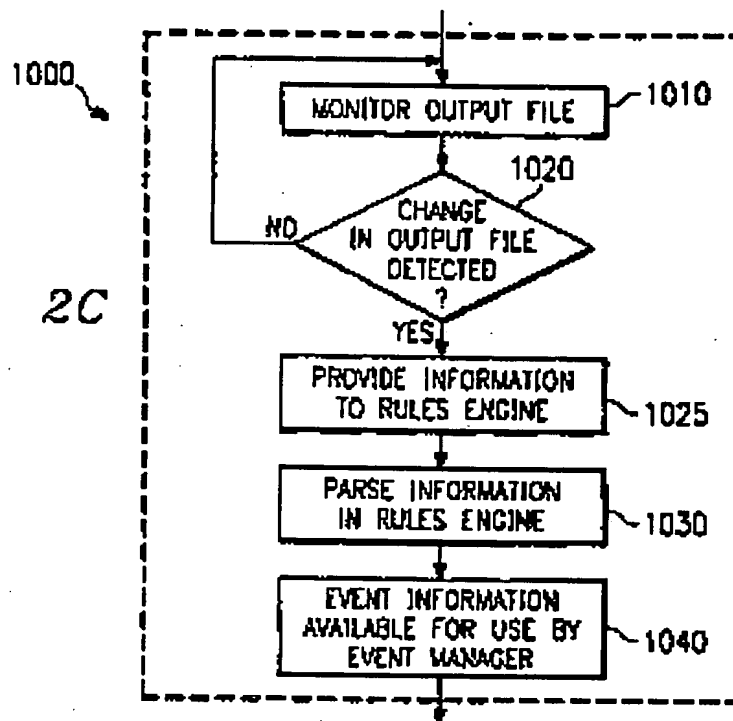 1000
MONITOR OUTPUT FILE
1010
1020
CHANGE
IN OUTPUT FILE
DETECTED
?
NO
2C
YES
PROVIDE INFORMATION
TO RULES ENGINE
1025
PARSE INFORMATION
IN RULES ENGINE
1030
EVENT INFORMATION
AVAILABLE FOR USE BY
EVENT MANAGER
1040